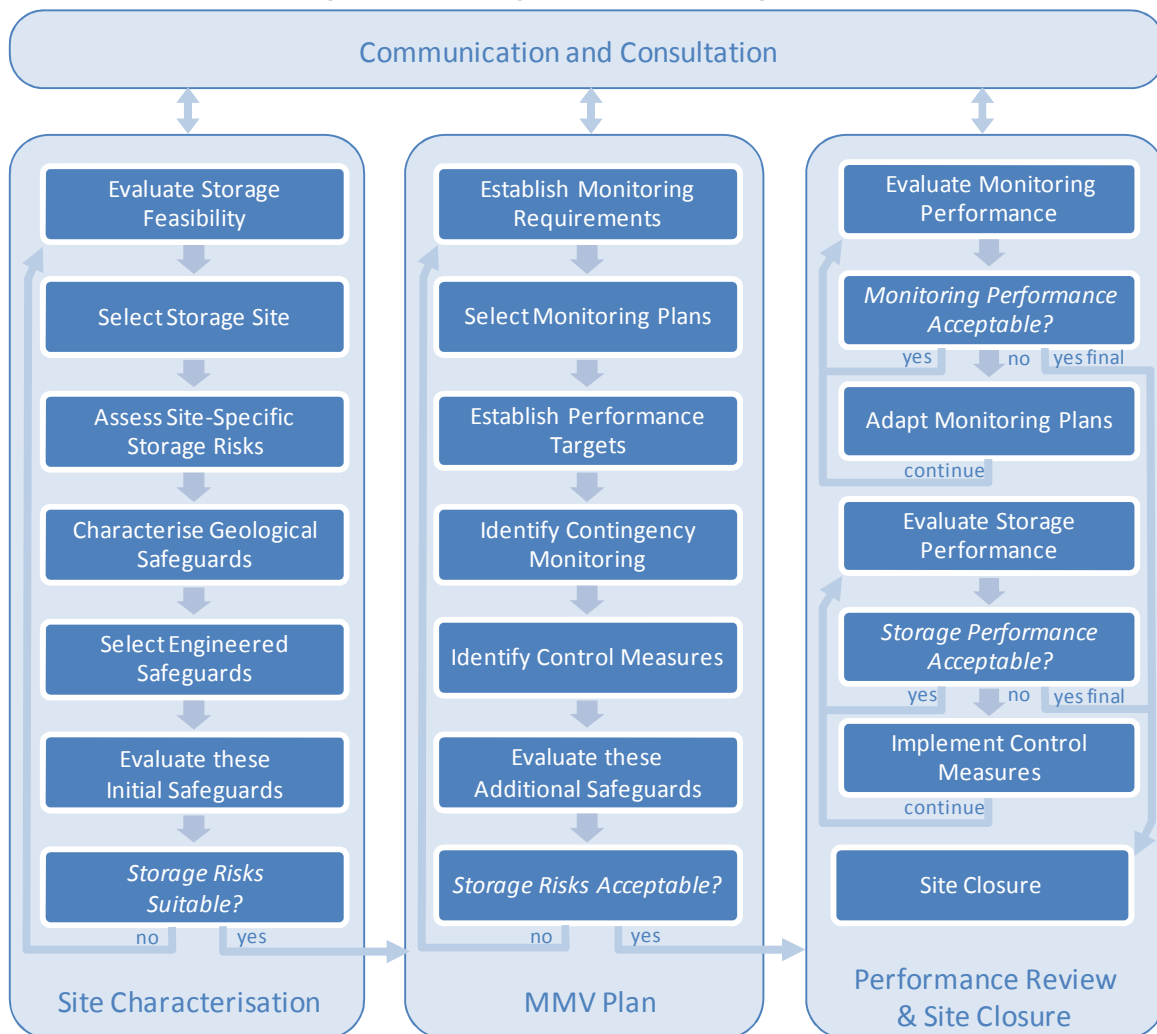 Communication and Consultation
Evaluate Storage
Feasibility
Select Storage Site
Assess Site-Specific
Storage Risks
Characterise Geological
Safeguards
Select Engineered
Safeguards
Evaluate these
Initial Safeguards
Storage Risks
Suitable?
no
yes
Site Characterisation
Establish Monitoring
Requirements
Select Monitoring Plans
Establish Performance
Targets
Identify Contingency
Monitoring
Identify Control Measures
Evaluate these
Additional Safeguards
Storage Risks Acceptable?
no
yes
MMV Plan
Evaluate Monitoring
Performance
Monitoring Performance
Acceptable?
yes
no
yes final
Adapt Monitoring Plans
continue
Evaluate Storage
Performance
Storage Performance
Acceptable?
yes
no
yes final
Implement Control
Measures
continue
Site Closure
Performance Review
& Site Closure